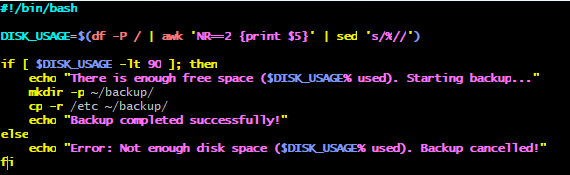 #!/bin/bash
DISK_USAGE=$(df -P / | awk 'NR==2 {print $5}' | sed 's/%//')
if [ $DISK_USAGE -lt 90 ]; then
    echo "There is enough free space ($DISK_USAGE% used). Starting backup..."
    mkdir -p ~/backup/
    cp -r /etc ~/backup/
    echo "Backup completed successfully!"
else
    echo "Error: Not enough disk space ($DISK_USAGE% used). Backup cancelled!"
fi